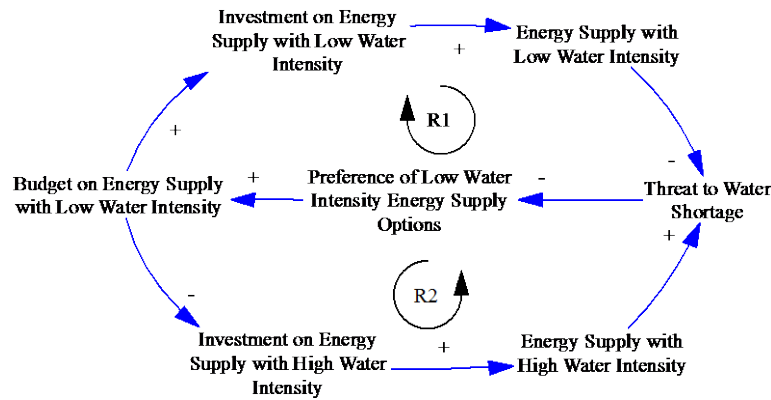 Investment on Energy
Supply with Low Water
Intensity
+
Energy Supply with
Low Water Intensity
+
R1
-
Budget on Energy Supply
with Low Water Intensity
+
Preference of Low Water
Intensity Energy Supply
Options
-
Threat to Water
Shortage
+
-
R2
Investment on Energy
Supply with High Water
Intensity
+
Energy Supply with
High Water Intensity